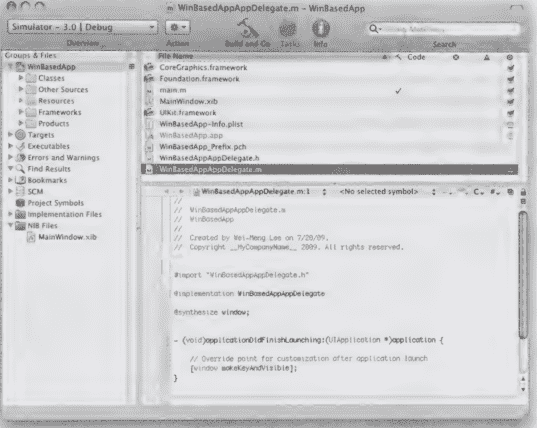 WinBasedAppAppDelegate.m - WinBasedApp
Simulator - 3.0 | Debug
Overview
Action
Build and Go
Tasks
Info
Search
Groups & Files
WinBasedApp
Classes
Other Sources
Resources
Frameworks
Products
Targets
Executables
Errors and Warnings
Find Results
Bookmarks
SCM
Project Symbols
Implementation Files
NIB Files
MainWindow.xib
File Name
Code
CoreGraphics.framework
Foundation.framework
main.m
MainWindow.xib
UIKit.framework
WinBasedApp-Info.plist
WinBasedApp.app
WinBasedApp_Prefix.pch
WinBasedAppAppDelegate.h
WinBasedAppAppDelegate.m
WinBasedAppAppDelegate.m:1 <No selected symbol>
//
// WinBasedAppAppDelegate.m
// WinBasedApp
//
// Created by Wei-Meng Lee on 7/20/09.
// Copyright __MyCompanyName__ 2009. All rights reserved.
//
#import "WinBasedAppAppDelegate.h"
@implementation WinBasedAppAppDelegate
@synthesize window;
- (void)applicationDidFinishLaunching:(UIApplication *)application {
// Override point for customization after application launch
[window makeKeyAndVisible];
}